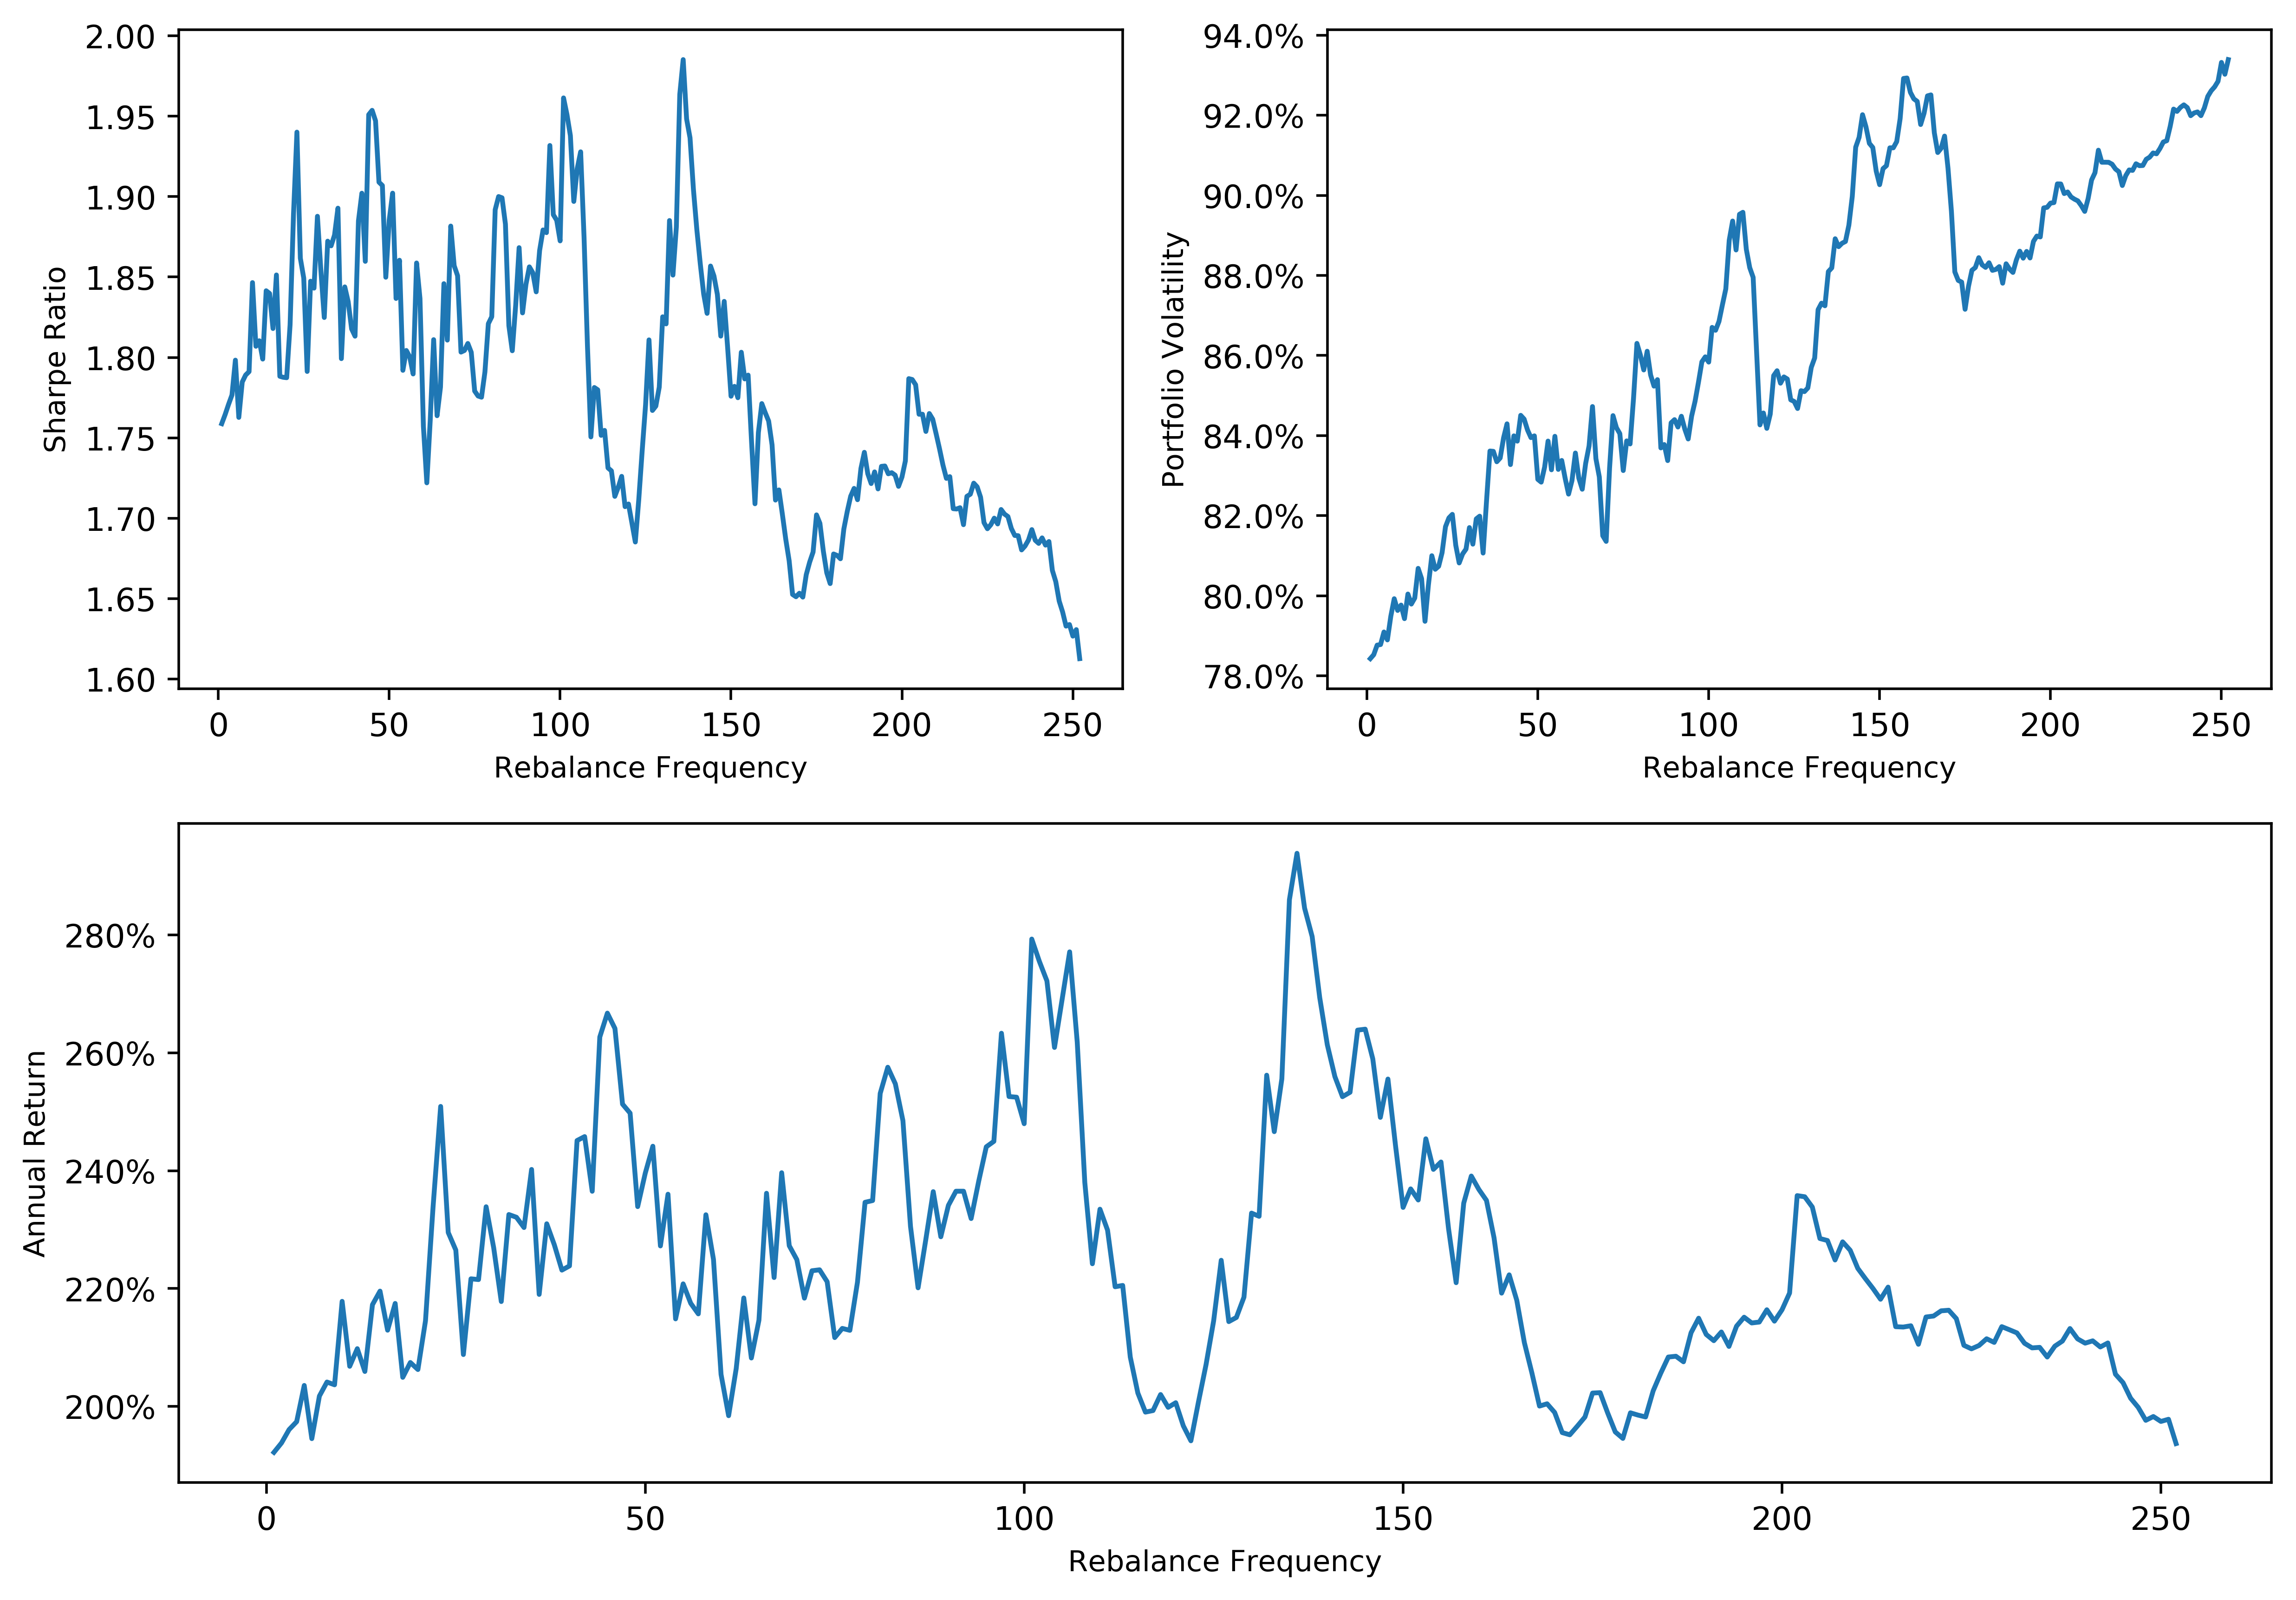 2.00
1.95
1.90
1.85
1.80
1.75
1.70
1.65
1.60
Sharpe Ratio
0 50 100 150 200 250
Rebalance Frequency
94.0%
92.0%
90.0%
88.0%
86.0%
84.0%
82.0%
80.0%
78.0%
Portfolio Volatility
0 50 100 150 200 250
Rebalance Frequency
280%
260%
240%
220%
200%
Annual Return
0 50 100 150 200 250
Rebalance Frequency